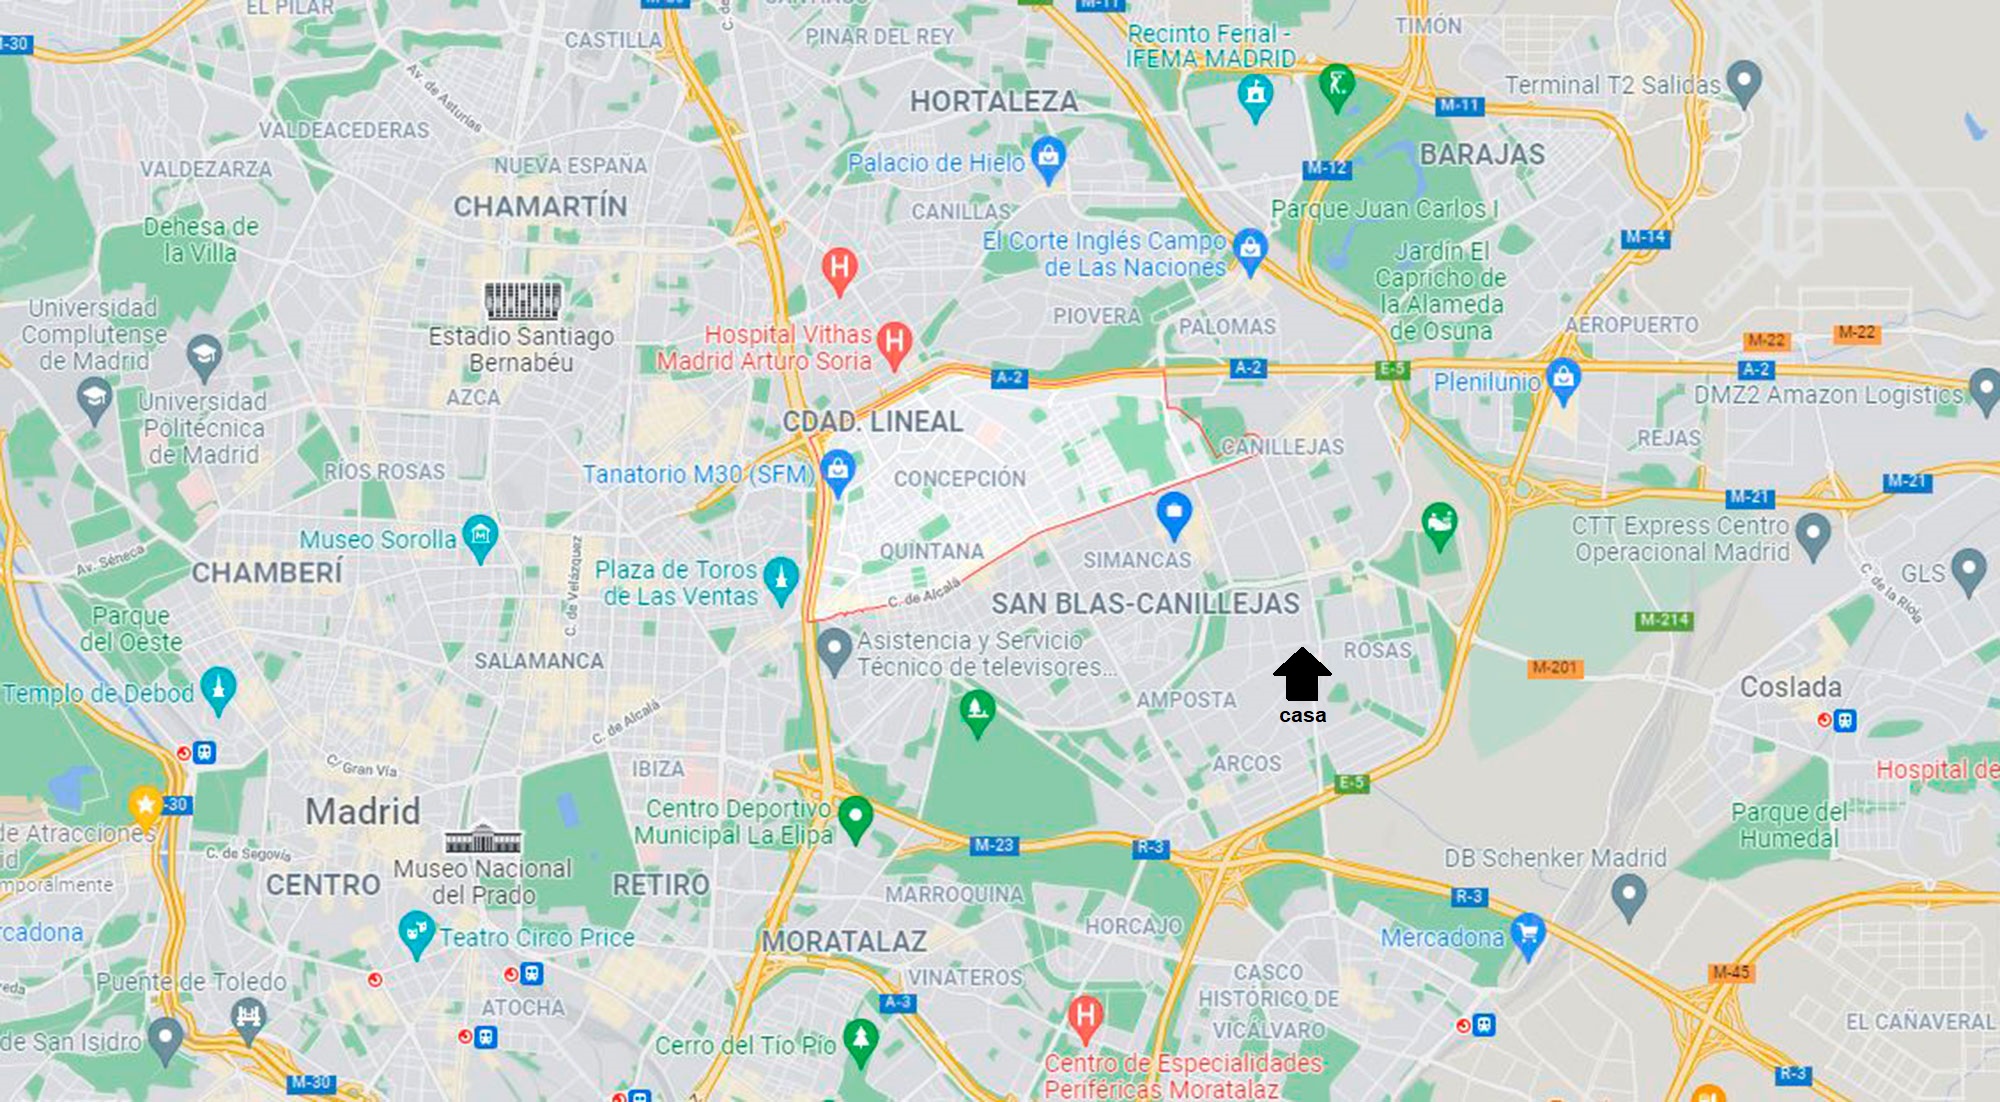 EL PILAR
CASTILLA
PINAR DEL REY
TIMÓN
Recinto Ferial -
IFEMA MADRID
Av. de Asturias
HORTALEZA
M-11
Terminal T2 Salidas
VALDEACEDERAS
VALDEZARZA
NUEVA ESPAÑA
Palacio de Hielo
M-12
BARAJAS
CHAMARTÍN
CANILLAS
Parque Juan Carlos I
Dehesa de
la Villa
El Corte Inglés Campo
de Las Naciones
M-14
Jardín El
Capricho de
la Alameda
de Osuna
Universidad
Complutense
de Madrid
Estadio Santiago
Bernabéu
Hospital Vithas
Madrid Arturo Soria
PIOVERA
PALOMAS
AEROPUERTO
M-22
M-22
A-2
A-2
E-5
A-2
Plenilunio
DMZ2 Amazon Logistics
AZCA
Universidad
Politécnica
de Madrid
CDAD. LINEAL
CANILLEJAS
REJAS
RÍOS ROSAS
Tanatorio M30 (SFM)
CONCEPCIÓN
M-21
M-21
Museo Sorolla
C. de Velázquez
QUINTANA
SIMANCAS
CTT Express Centro
Operacional Madrid
Av. Séneca
CHAMBERÍ
Plaza de Toros
de Las Ventas
C. de Alcalá
SAN BLAS-CANILLEJAS
GLS
C. de la Rioja
Parque
del Oeste
M-214
Asistencia y Servicio
Técnico de televisores...
ROSAS
SALAMANCA
M-201
Templo de Debod
AMPOSTA
casa
Coslada
C. de Alcalá
C/ Gran Vía
IBIZA
ARCOS
E-5
Hospital de
-30
Madrid
Centro Deportivo
Municipal La Elipa
Parque del
Humedal
de Atracciones
id
M-23
R-3
C. de Segovia
Museo Nacional
del Prado
DB Schenker Madrid
mporalmente
CENTRO
RETIRO
MARROQUINA
R-3
HORCAJO
rcadona
Teatro Circo Price
MORATALAZ
Mercadona
Puente de Toledo
VINATEROS
CASCO
HISTÓRICO DE
VICÁLVARO
M-45
ATOCHA
A-3
EL CAÑAVERAL
de San Isidro
Cerro del Tío Pío
Centro de Especialidades
Periféricas Moratalaz
M-30
R-3